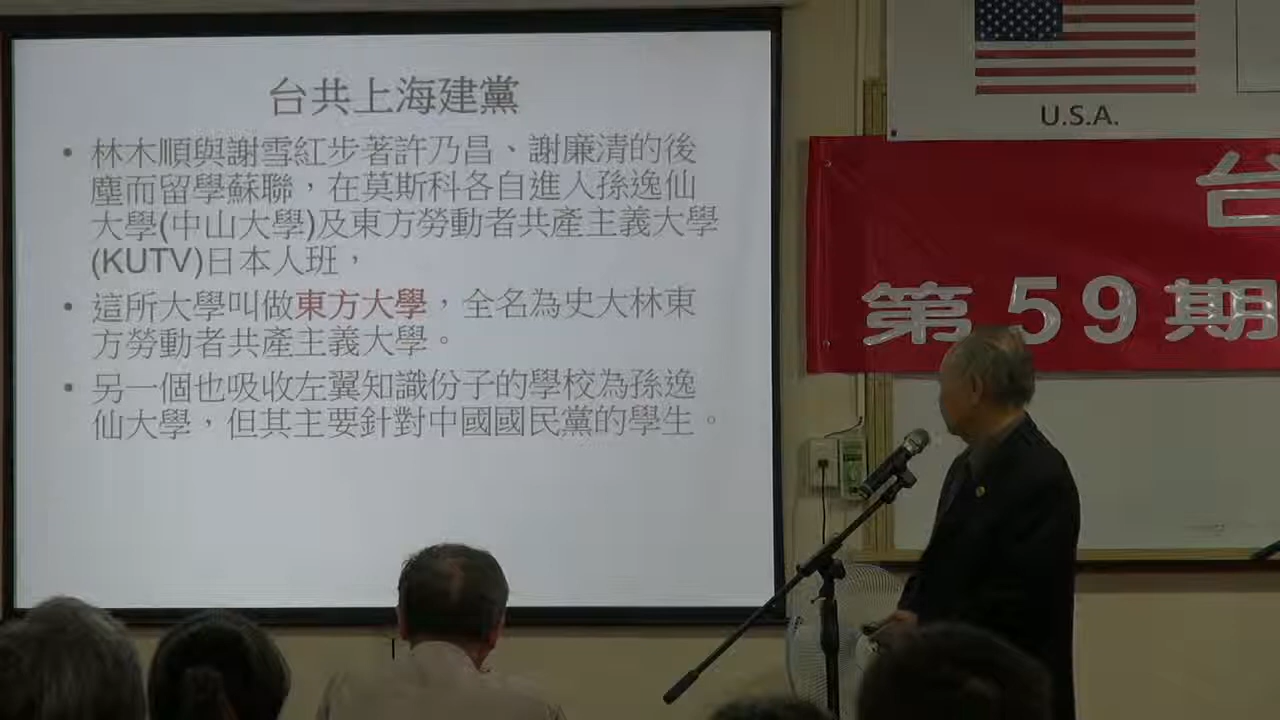 台共上海建黨
• 林木順與謝雪紅步著許乃昌、謝廉清的後
塵而留學蘇聯，在莫斯科各自進入孫逸仙
大學(中山大學)及東方勞動者共產主義大學
(KUTV)日本人班，
• 這所大學叫做東方大學，全名為史大林東
方勞動者共產主義大學。
• 另一個也吸收左翼知識份子的學校為孫逸
仙大學，但其主要針對中國國民黨的學生。
U.S.A.
台
第59期